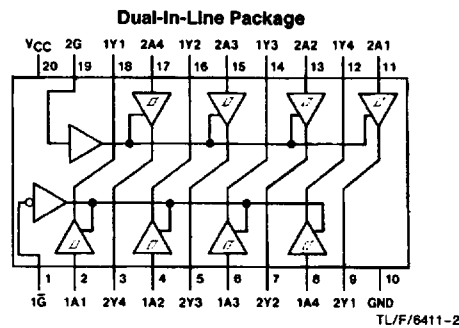 Dual-In-Line Package
VCC 2G 1Y1 2A4 1Y2 2A3 1Y3 2A2 1Y4 2A1
20 19 18 17 16 15 14 13 12 11
1 2 3 4 5 6 7 8 9 10
1G̅ 1A1 2Y4 1A2 2Y3 1A3 2Y2 1A4 2Y1 GND
TL/F/6411-2